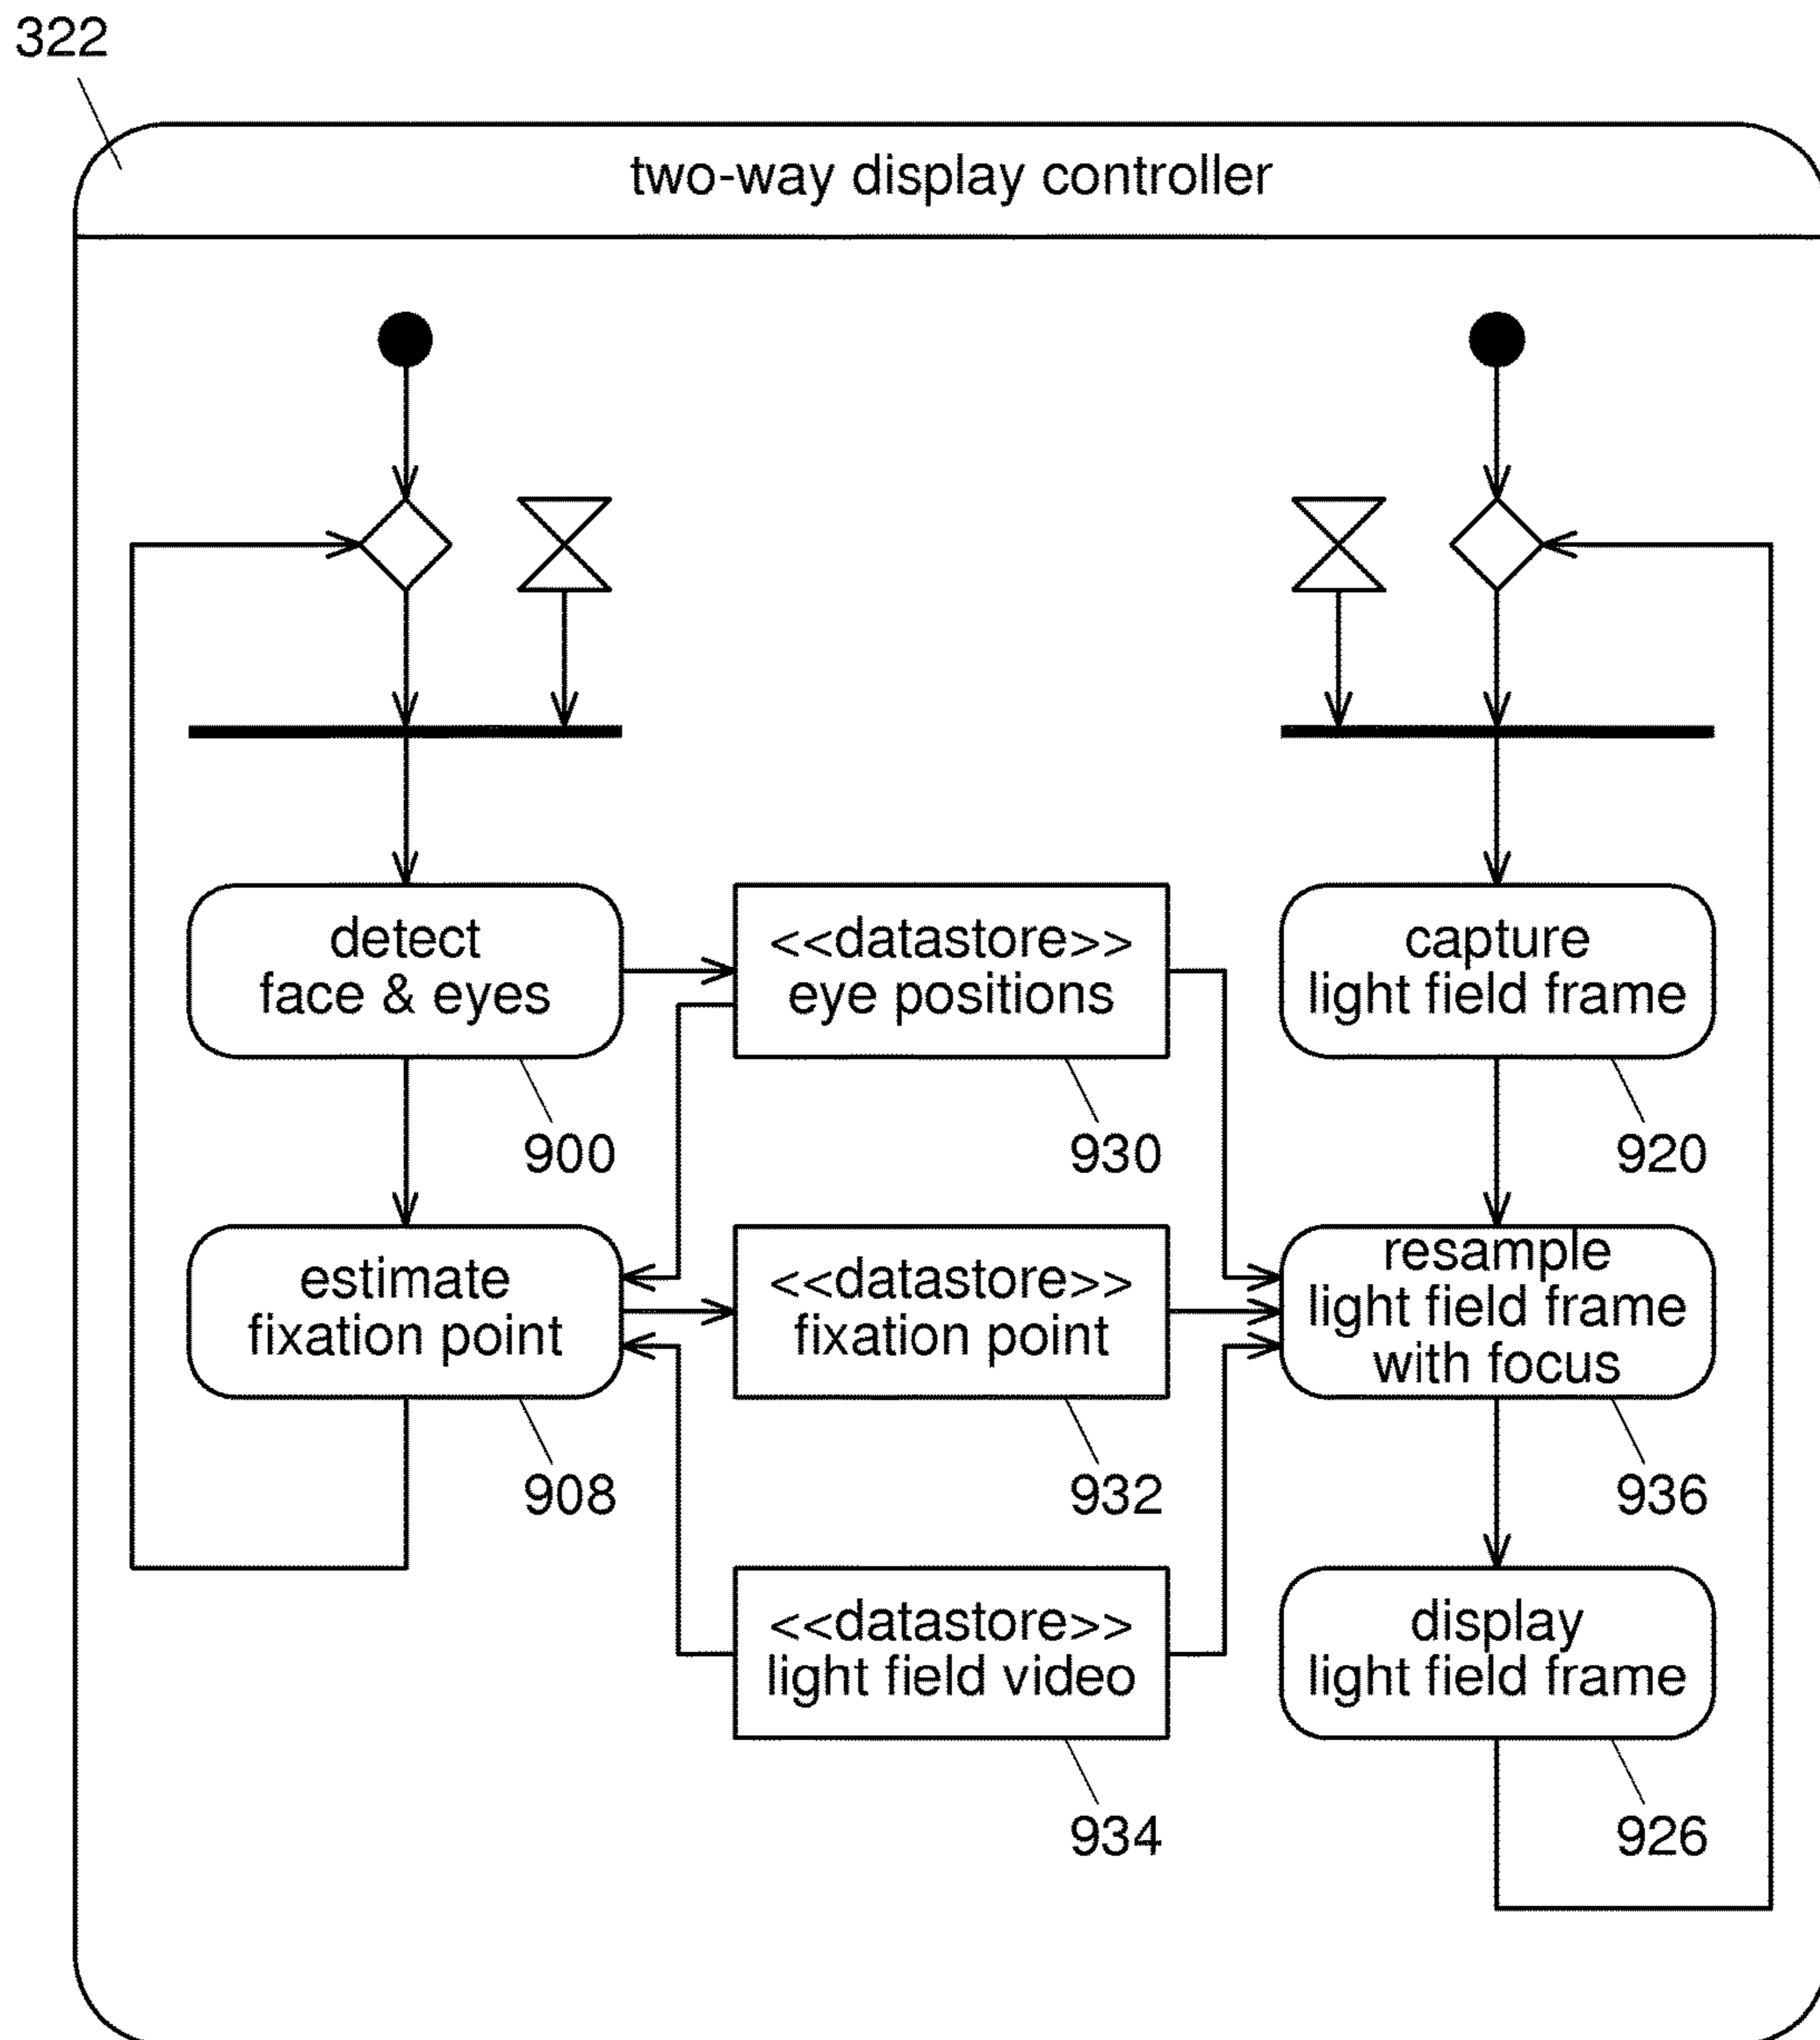 322
two-way display controller
detect
face & eyes
900
<<datastore>>
eye positions
930
capture
light field frame
920
estimate
fixation point
908
<<datastore>>
fixation point
932
resample
light field frame
with focus
936
<<datastore>>
light field video
934
display
light field frame
926